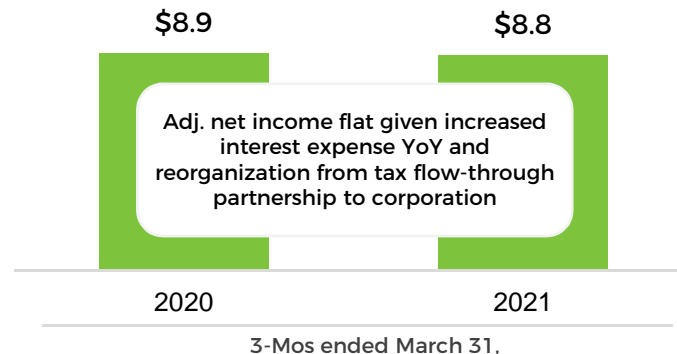 $8.9 $8.8
Adj. net income flat given increased
interest expense YoY and
reorganization from tax flow-through
partnership to corporation
2020 2021
3-Mos ended March 31,